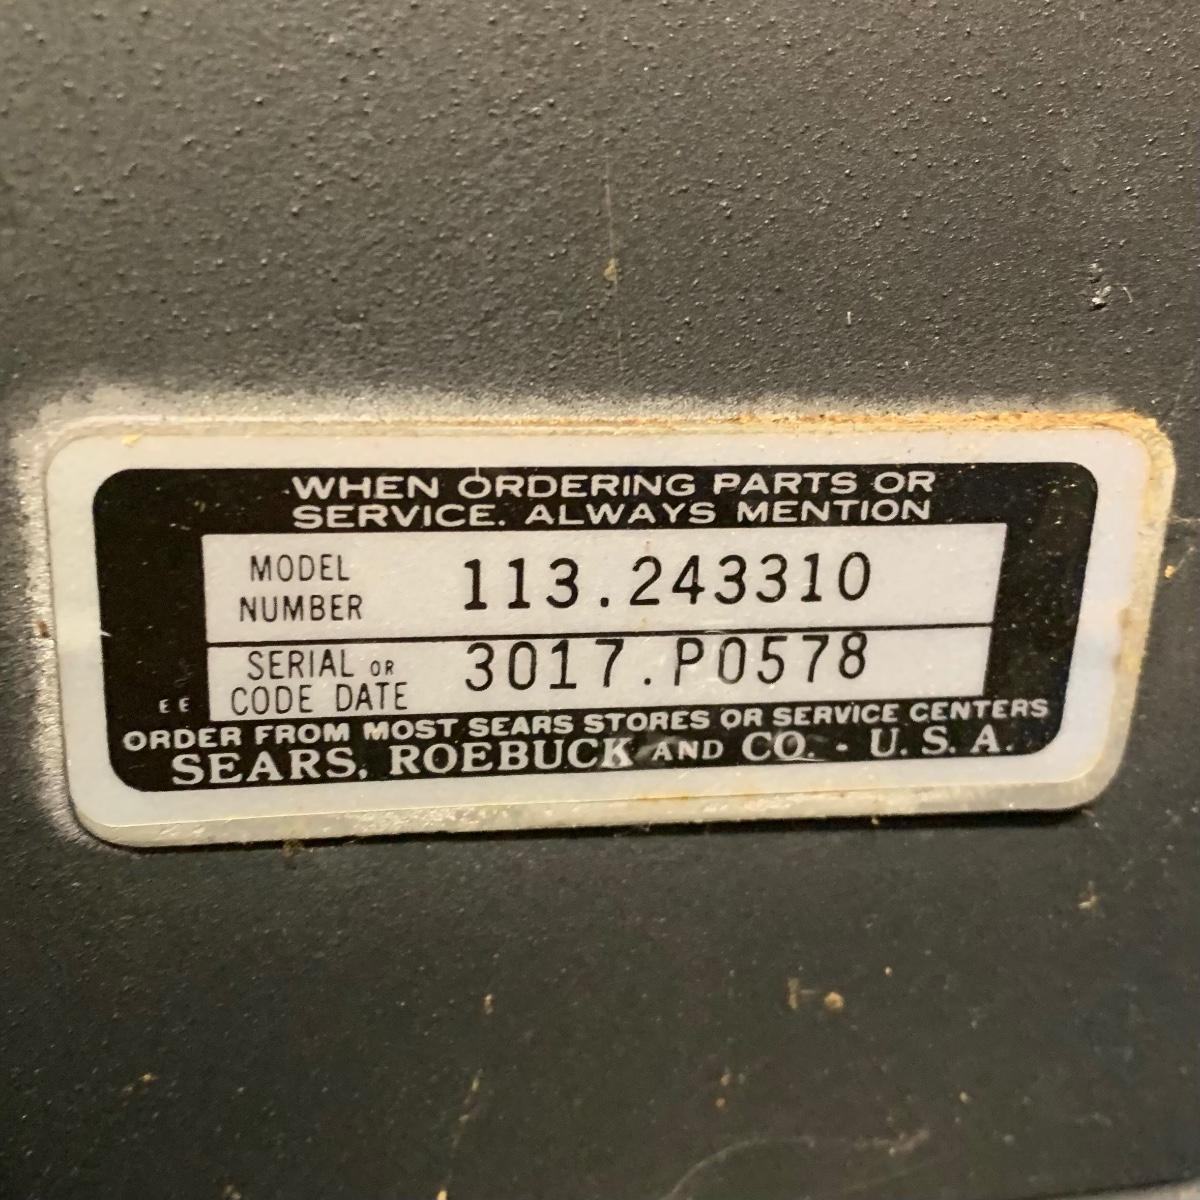 WHEN ORDERING PARTS OR
SERVICE. ALWAYS MENTION
MODEL NUMBER 113.243310
SERIAL OR CODE DATE 3017.P0578
EE
ORDER FROM MOST SEARS STORES OR SERVICE CENTERS
SEARS, ROEBUCK AND CO. - U. S. A.